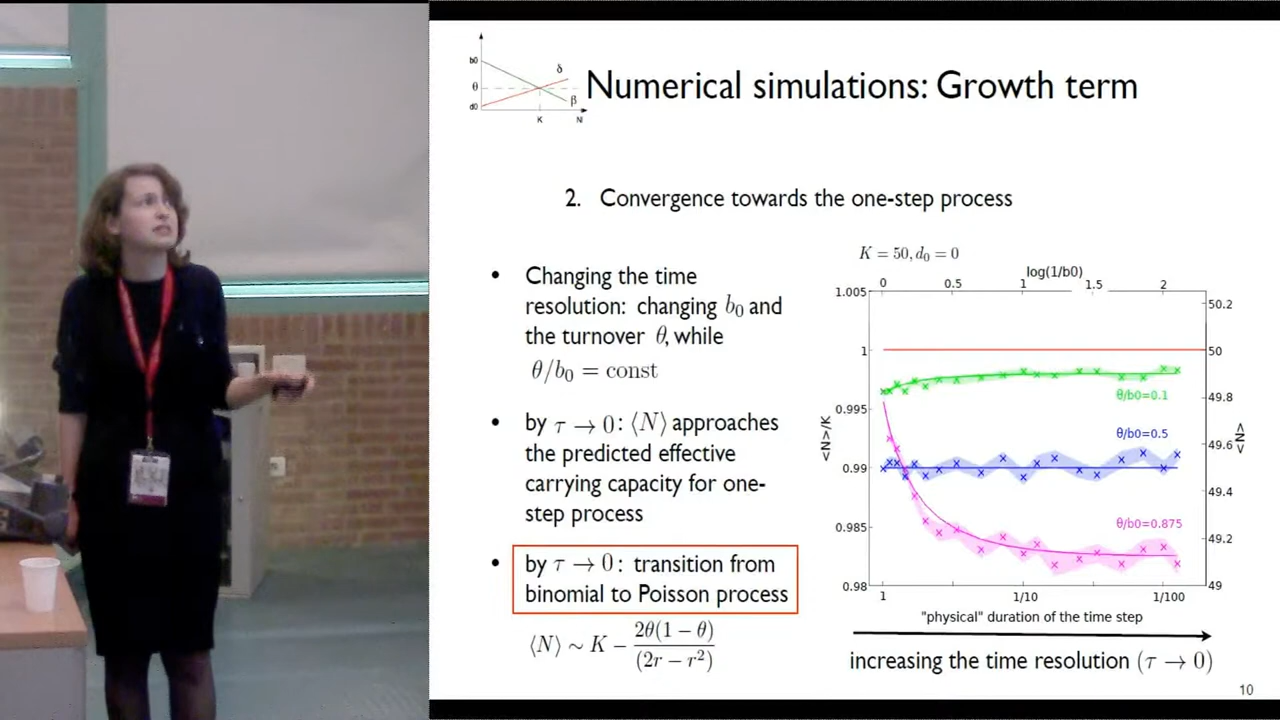 Numerical simulations: Growth term
b0
θ
d0
δ
β
K
N
2. Convergence towards the one-step process
• Changing the time
resolution: changing b₀ and
the turnover θ, while
θ/b₀ = const
• by τ → 0: ⟨N⟩ approaches
the predicted effective
carrying capacity for one-
step process
• by τ → 0: transition from
binomial to Poisson process
⟨N⟩ ∼ K − 2θ(1 − θ)/(2r − r²)
K = 50, d₀ = 0
log(1/b0)
0 0.5 1 1.5 2
1.005
1
0.995
0.99
0.985
0.98
<N>/K
50.2
50
49.8
49.6
49.4
49.2
49
<N>
θ/b0=0.1
θ/b0=0.5
θ/b0=0.875
1 1/10 1/100
"physical" duration of the time step
increasing the time resolution (τ → 0)
10